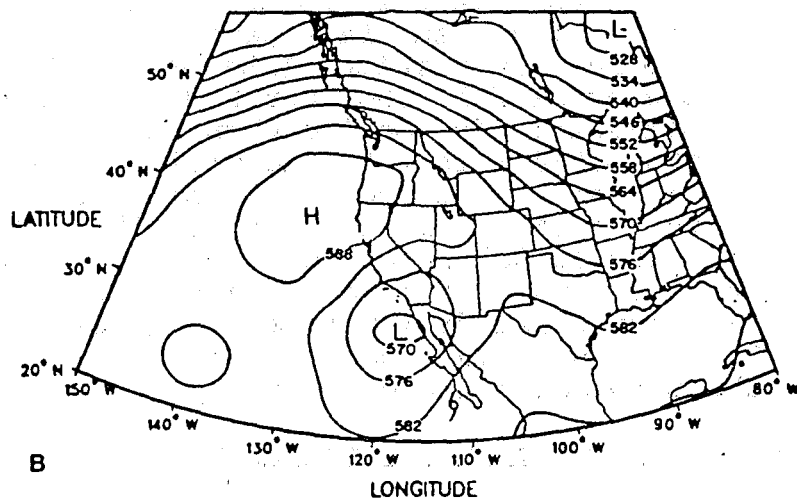 L
528
534
540
546
552
558
564
570
576
582
50° N
40° N
LATITUDE
H
588
30° N
L
570
576
582
20° N
150° W
140° W
130° W
120° W
110° W
100° W
90° W
80° W
B
LONGITUDE